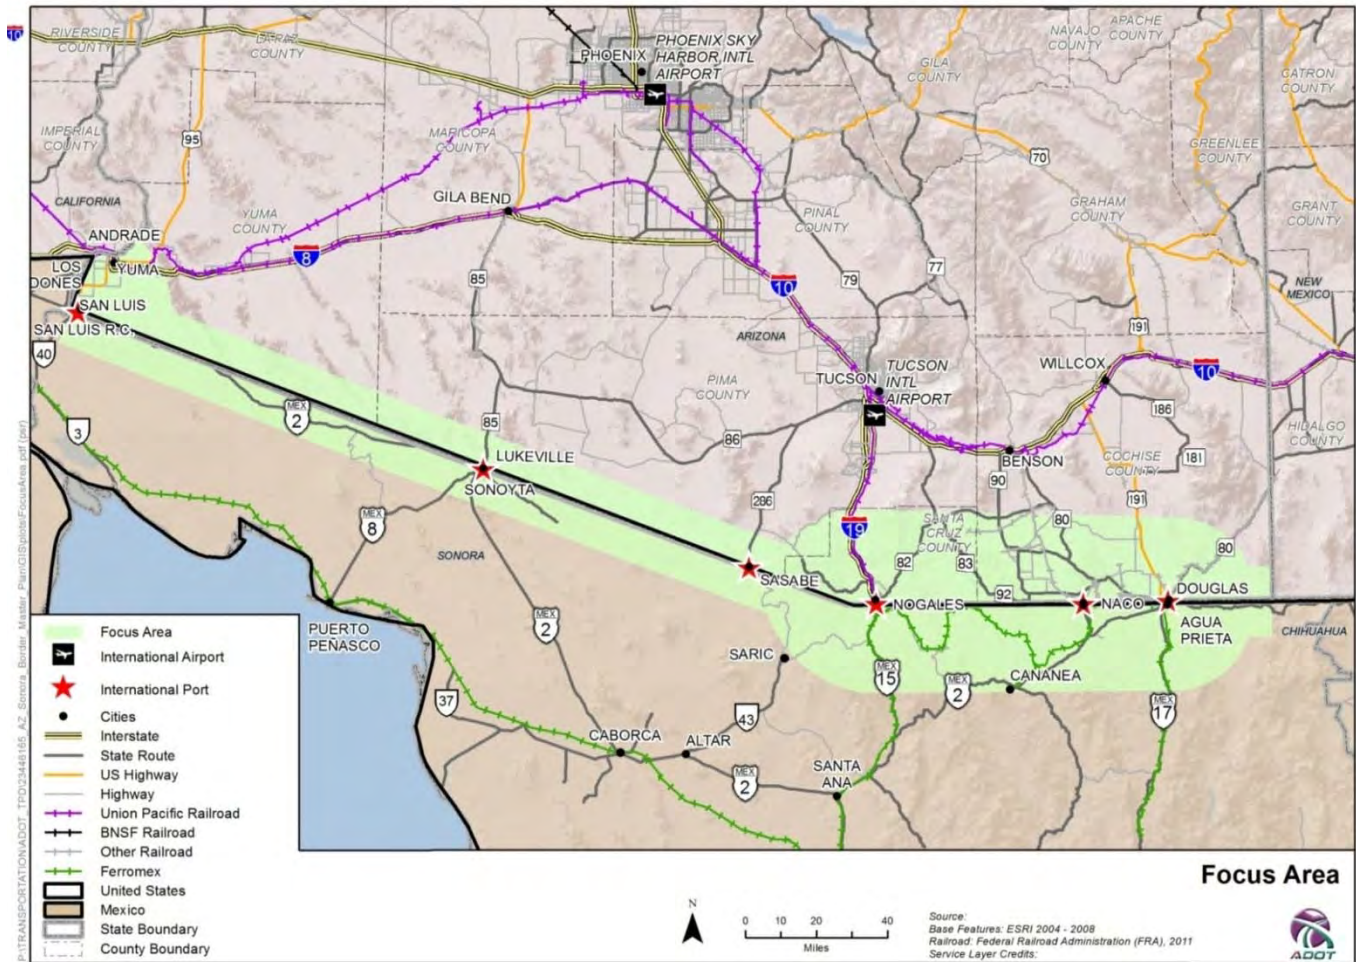 10
RIVERSIDE
COUNTY
LA PAZ
COUNTY
PHOENIX
PHOENIX SKY
HARBOR INTL
AIRPORT
NAVAJO
COUNTY
APACHE
COUNTY
GILA
COUNTY
CATRON
COUNTY
IMPERIAL
COUNTY
95
MARICOPA
COUNTY
70
GREENLEE
COUNTY
CALIFORNIA
YUMA
COUNTY
GILA BEND
PINAL
COUNTY
GRAHAM
COUNTY
GRANT
COUNTY
ANDRADE
YUMA
LOS
DONES
8
85
10
79
77
NEW
MEXICO
SAN LUIS
SAN LUIS R.C.
ARIZONA
191
40
PIMA
COUNTY
TUCSON
TUCSON
INTL
AIRPORT
WILLCOX
10
MEX
2
85
86
186
3
LUKEVILLE
SONOYTA
BENSON
COCHISE
COUNTY
181
HIDALGO
COUNTY
286
90
191
MEX
8
19
SANTA
CRUZ
COUNTY
80
80
SONORA
82
83
SASABE
NOGALES
92
NACO
DOUGLAS
AGUA
PRIETA
CHIHUAHUA
PUERTO
PEÑASCO
MEX
2
SARIC
MEX
15
MEX
2
CANANEA
MEX
17
37
43
CABORCA
ALTAR
MEX
2
SANTA
ANA
Focus Area
International Airport
International Port
Cities
Interstate
State Route
US Highway
Highway
Union Pacific Railroad
BNSF Railroad
Other Railroad
Ferromex
United States
Mexico
State Boundary
County Boundary
Focus Area
N
0 10 20 40
Miles
Source:
Base Features: ESRI 2004 - 2008
Railroad: Federal Railroad Administration (FRA), 2011
Service Layer Credits:
ADOT